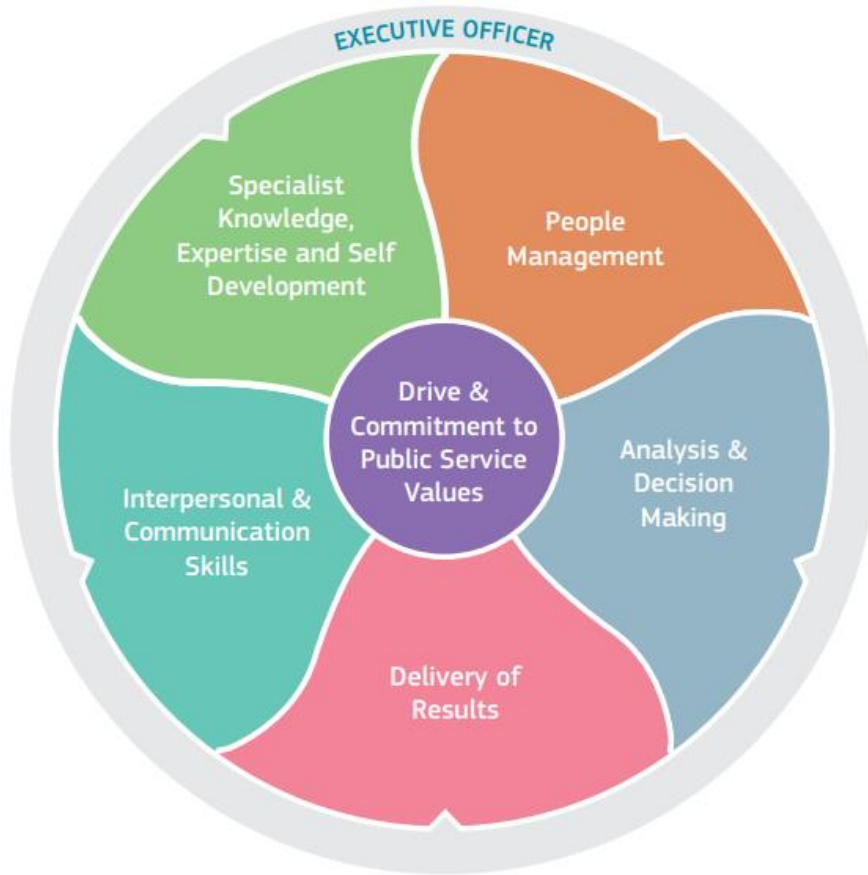 EXECUTIVE OFFICER
Specialist
Knowledge,
Expertise and Self
Development
People
Management
Drive &
Commitment to
Public Service
Values
Analysis &
Decision
Making
Interpersonal &
Communication
Skills
Delivery of
Results